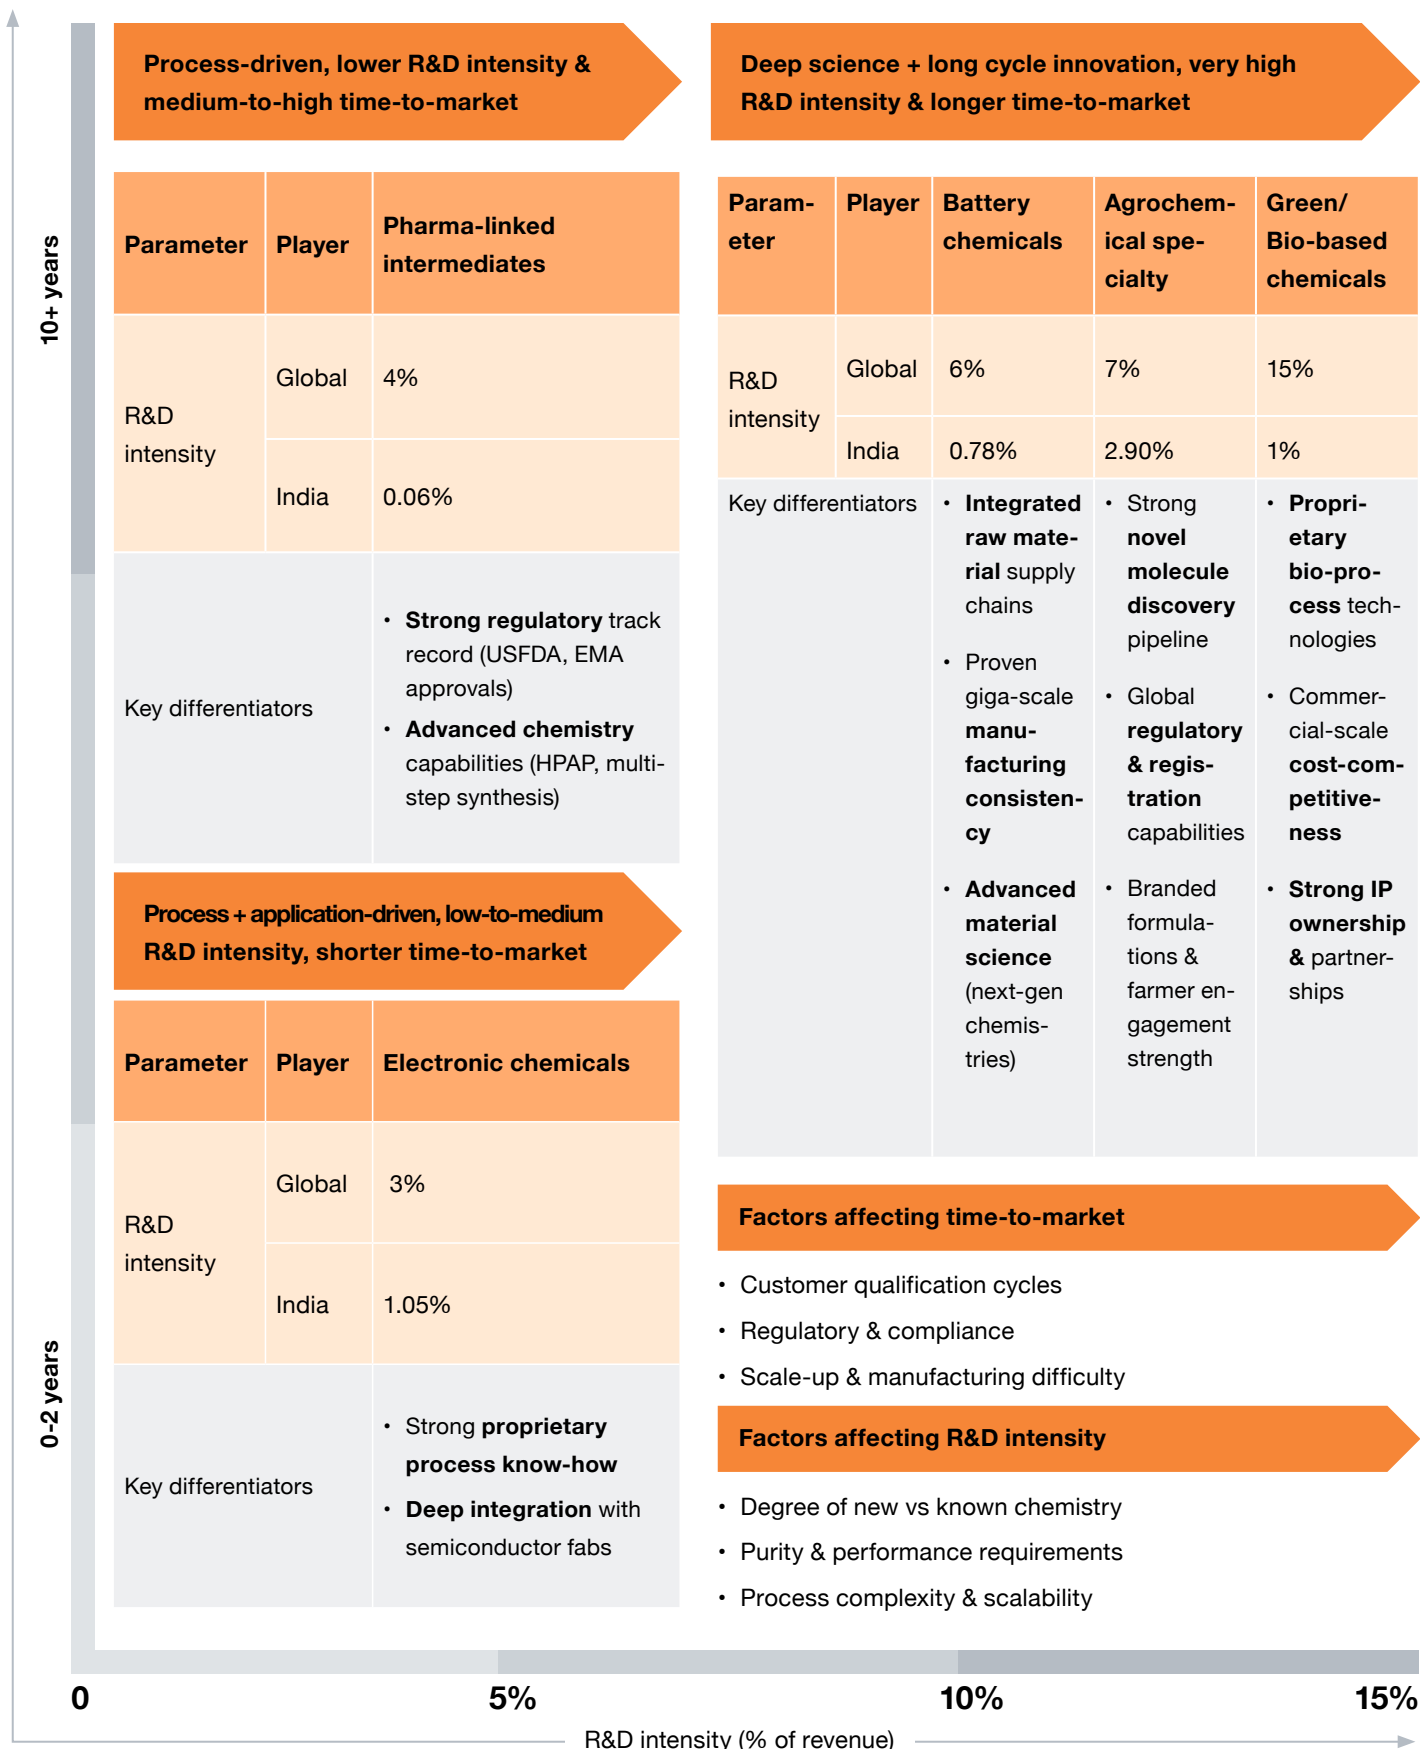 10+ years
0-2 years
Process-driven, lower R&D intensity &
medium-to-high time-to-market
Parameter
Player
Pharma-linked
intermediates
R&D
intensity
Global
4%
India
0.06%
Key differentiators
• Strong regulatory track
record (USFDA, EMA
approvals)
• Advanced chemistry
capabilities (HPAP, multi-
step synthesis)
Process + application-driven, low-to-medium
R&D intensity, shorter time-to-market
Parameter
Player
Electronic chemicals
R&D
intensity
Global
3%
India
1.05%
Key differentiators
• Strong proprietary
process know-how
• Deep integration with
semiconductor fabs
Deep science + long cycle innovation, very high
R&D intensity & longer time-to-market
Param-
eter
Player
Battery
chemicals
Agrochem-
ical spe-
cialty
Green/
Bio-based
chemicals
R&D
intensity
Global
6%
7%
15%
India
0.78%
2.90%
1%
Key differentiators
• Integrated
raw mate-
rial supply
chains
• Proven
giga-scale
manu-
facturing
consisten-
cy
• Advanced
material
science
(next-gen
chemis-
tries)
• Strong
novel
molecule
discovery
pipeline
• Global
regulatory
& regis-
tration
capabilities
• Branded
formula-
tions &
farmer en-
gagement
strength
• Propri-
etary
bio-pro-
cess tech-
nologies
• Commer-
cial-scale
cost-com-
petitive-
ness
• Strong IP
ownership
& partner-
ships
Factors affecting time-to-market
• Customer qualification cycles
• Regulatory & compliance
• Scale-up & manufacturing difficulty
Factors affecting R&D intensity
• Degree of new vs known chemistry
• Purity & performance requirements
• Process complexity & scalability
0
5%
10%
15%
R&D intensity (% of revenue)